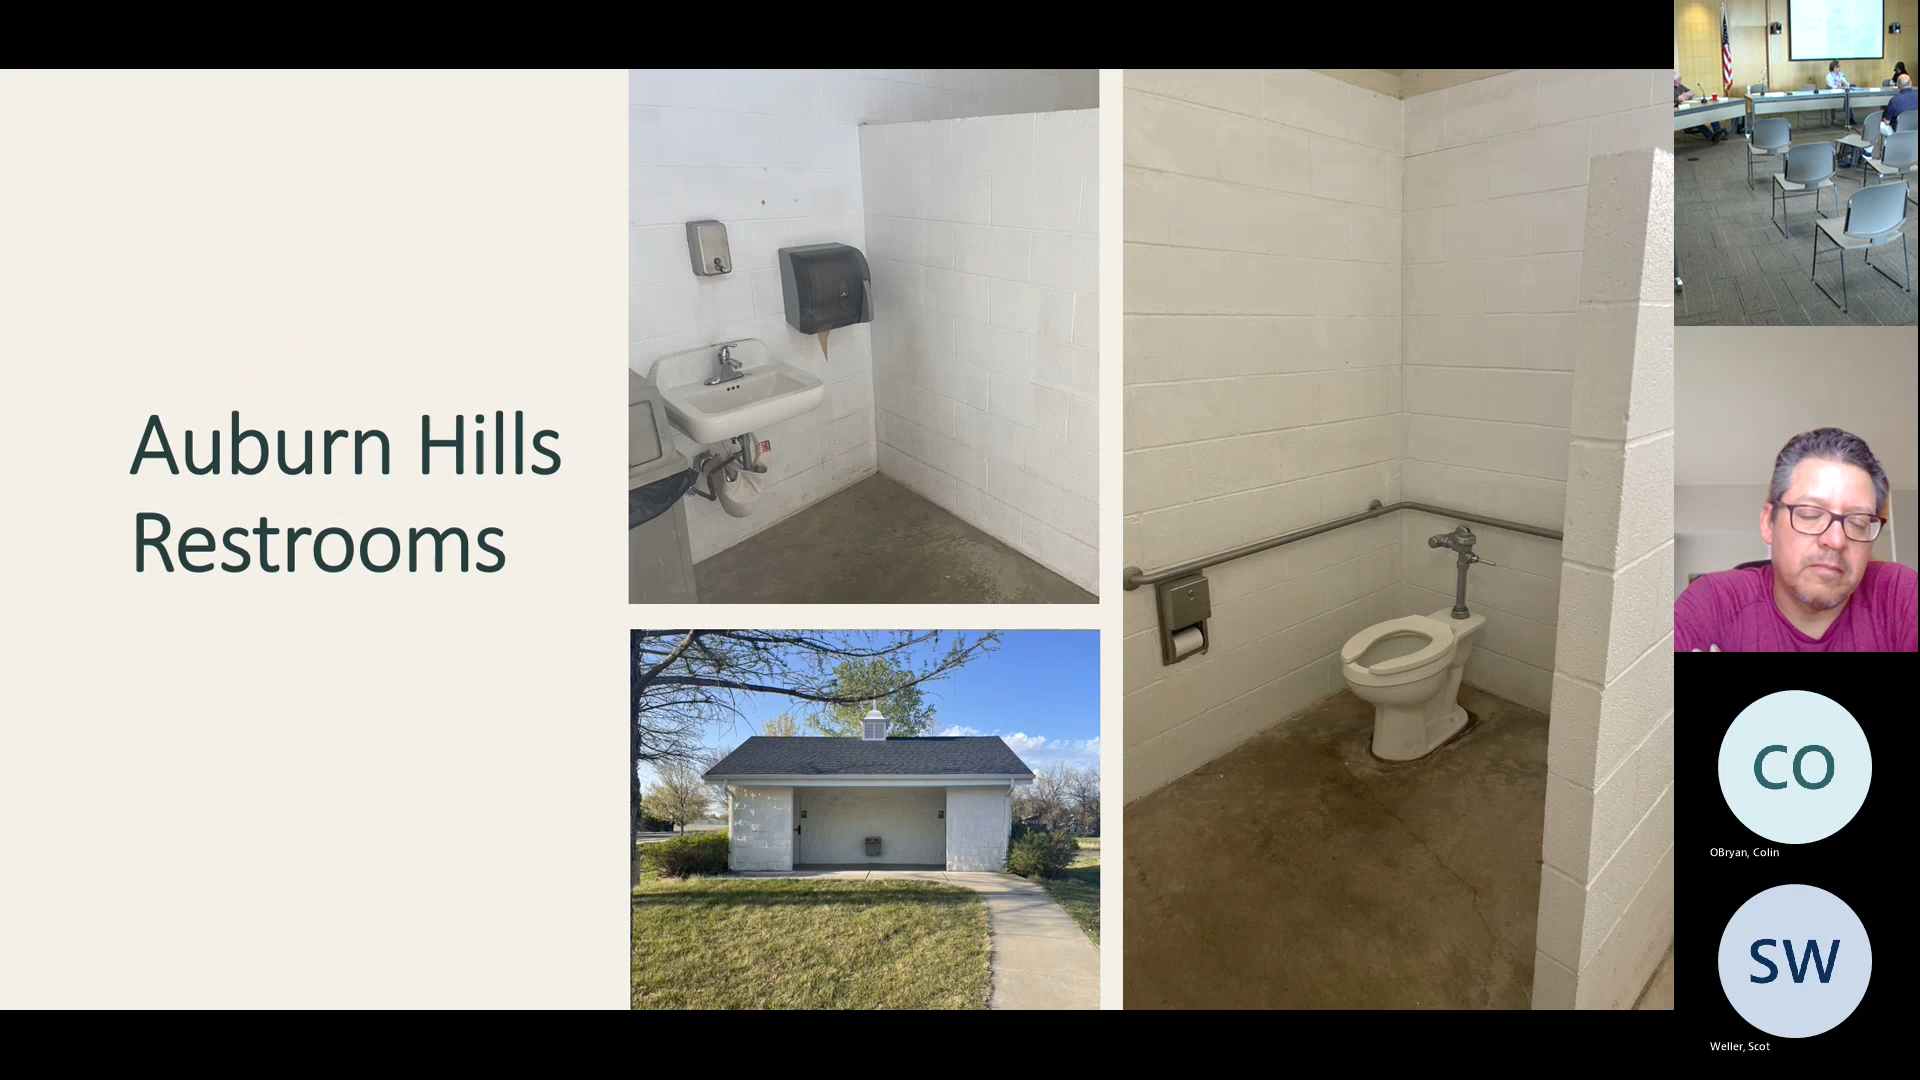 Auburn Hills
Restrooms
CO
OBryan, Colin
SW
Weller, Scot